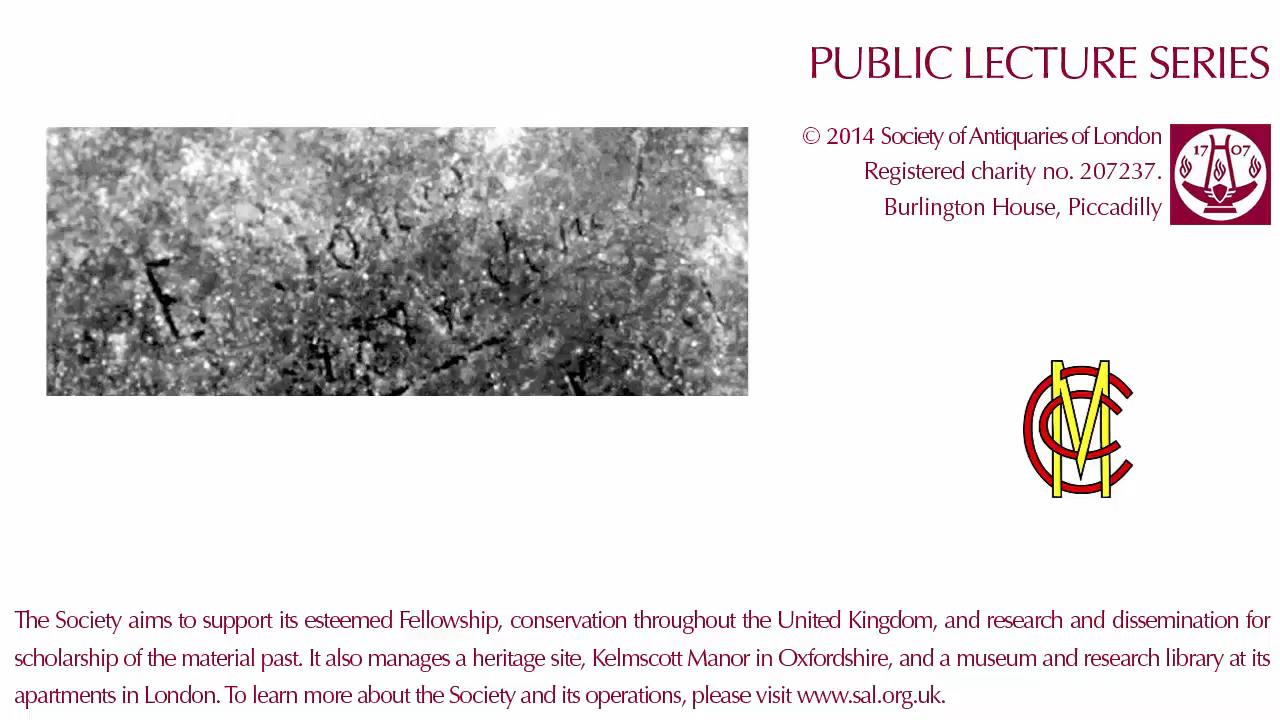 PUBLIC LECTURE SERIES
© 2014 Society of Antiquaries of London
Registered charity no. 207237.
Burlington House, Piccadilly
17 07
E
The Society aims to support its esteemed Fellowship, conservation throughout the United Kingdom, and research and dissemination for
scholarship of the material past. It also manages a heritage site, Kelmscott Manor in Oxfordshire, and a museum and research library at its
apartments in London. To learn more about the Society and its operations, please visit www.sal.org.uk.